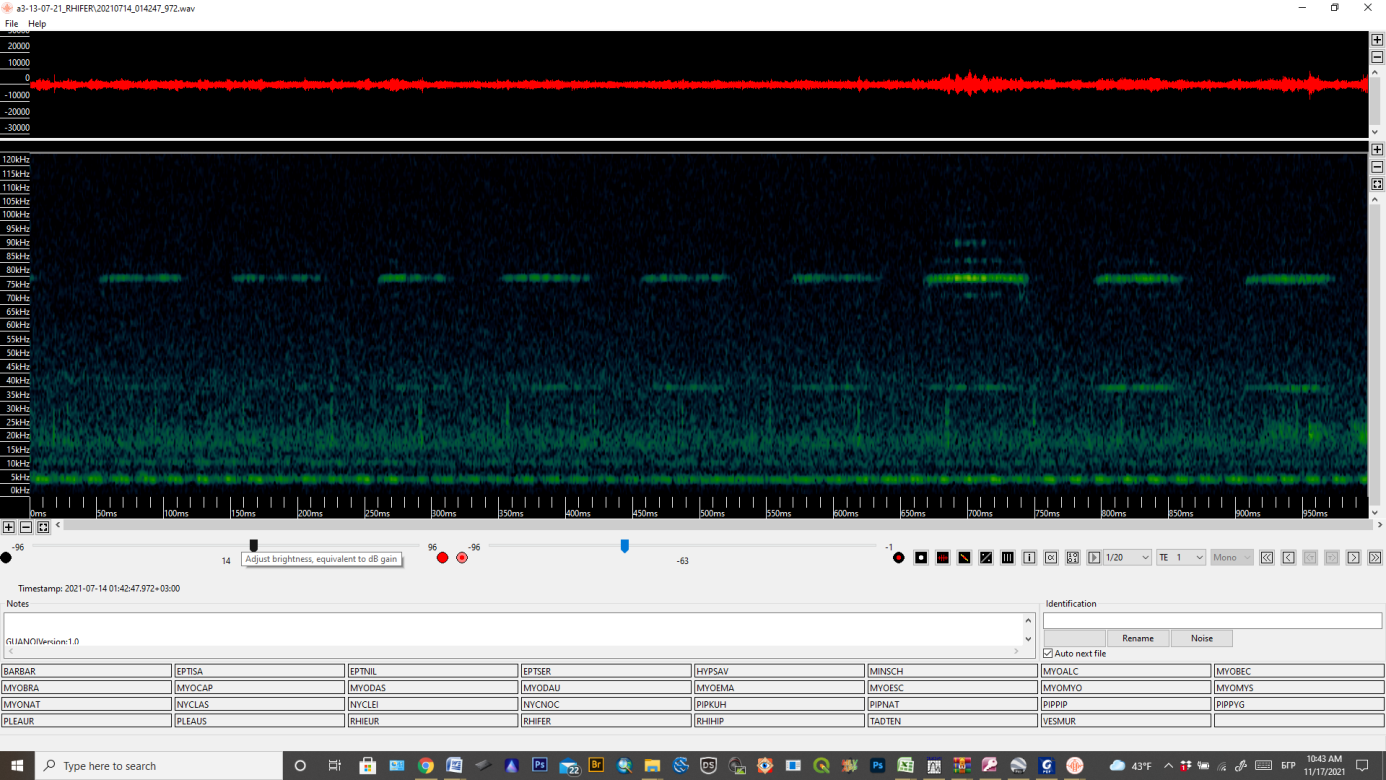 a3-13-07-21_RHIFER\20210714_014247_972.wav
File Help
20000
10000
0
-10000
-20000
-30000
120kHz
115kHz
110kHz
105kHz
100kHz
95kHz
90kHz
85kHz
80kHz
75kHz
70kHz
65kHz
60kHz
55kHz
50kHz
45kHz
40kHz
35kHz
30kHz
25kHz
20kHz
15kHz
10kHz
5kHz
0kHz
0ms 50ms 100ms 150ms 200ms 250ms 300ms 350ms 400ms 450ms 500ms 550ms 600ms 650ms 700ms 750ms 800ms 850ms 900ms 950ms
-96 96 -96 -1
14 Adjust brightness, equivalent to dB gain -63 1/20 TE 1 Mono
Timestamp: 2021-07-14 01:42:47.972+03:00
Notes Identification
GUANO|Version:1.0
Rename Noise
Auto next file
BARBAR EPTISA EPTNIL EPTSER HYPSAV MINSCH MYOALC MYOBEC
MYOBRA MYOCAP MYODAS MYODAU MYOEMA MYOESC MYOMYO MYOMYS
MYONAT NYCLAS NYCLEI NYCNOC PIPKUH PIPNAT PIPPIP PIPPYG
PLEAUR PLEAUS RHIEUR RHIFER RHIHIP TADTEN VESMUR
Type here to search 22 43°F БГР 10:43 AM
11/17/2021